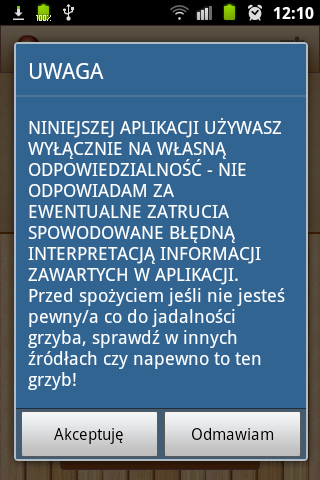 100%
12:10
UWAGA
NINIEJSZEJ APLIKACJI UŻYWASZ
WYŁĄCZNIE NA WŁASNĄ
ODPOWIEDZIALNOŚĆ - NIE
ODPOWIADAM ZA
EWENTUALNE ZATRUCIA
SPOWODOWANE BŁĘDNĄ
INTERPRETACJĄ INFORMACJI
ZAWARTYCH W APLIKACJI.
Przed spożyciem jeśli nie jesteś
pewny/a co do jadalności
grzyba, sprawdź w innych
źródłach czy napewno to ten
grzyb!
Akceptuję
Odmawiam